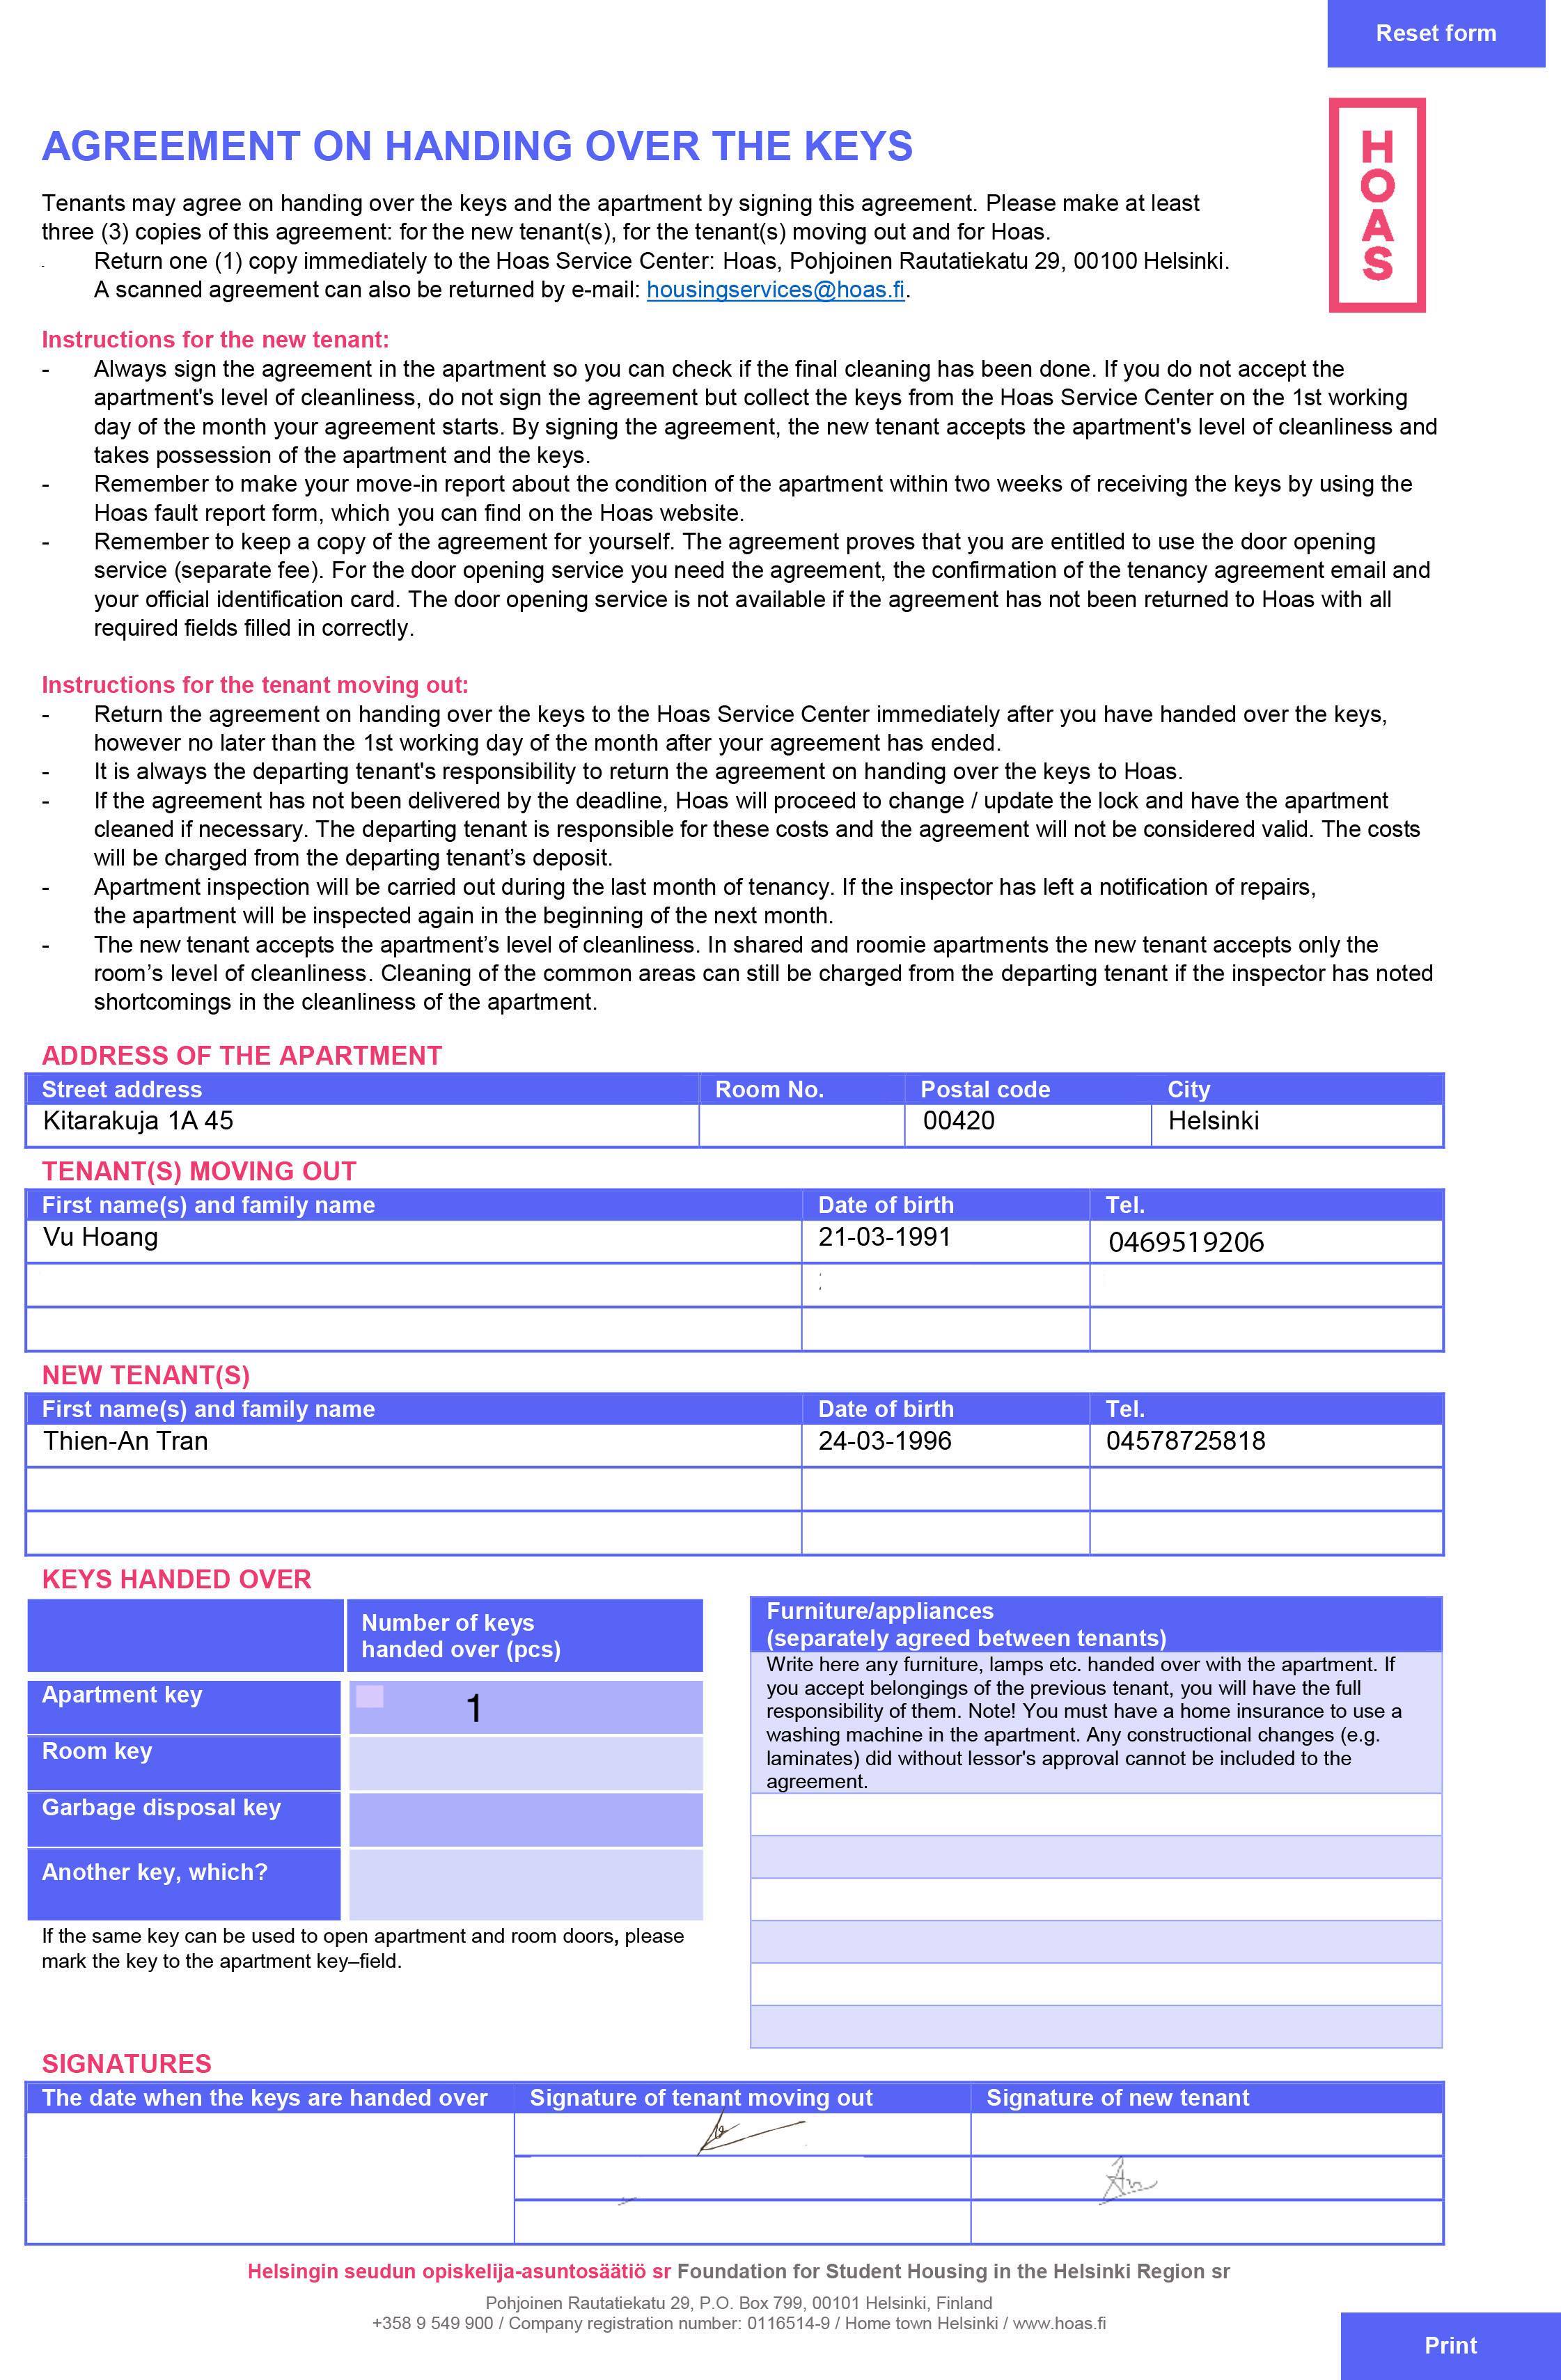 Reset form
HOAS
AGREEMENT ON HANDING OVER THE KEYS
Tenants may agree on handing over the keys and the apartment by signing this agreement. Please make at least
three (3) copies of this agreement: for the new tenant(s), for the tenant(s) moving out and for Hoas.
Return one (1) copy immediately to the Hoas Service Center: Hoas, Pohjoinen Rautatiekatu 29, 00100 Helsinki.
A scanned agreement can also be returned by e-mail: housingservices@hoas.fi.
Instructions for the new tenant:
- Always sign the agreement in the apartment so you can check if the final cleaning has been done. If you do not accept the
apartment's level of cleanliness, do not sign the agreement but collect the keys from the Hoas Service Center on the 1st working
day of the month your agreement starts. By signing the agreement, the new tenant accepts the apartment's level of cleanliness and
takes possession of the apartment and the keys.
- Remember to make your move-in report about the condition of the apartment within two weeks of receiving the keys by using the
Hoas fault report form, which you can find on the Hoas website.
- Remember to keep a copy of the agreement for yourself. The agreement proves that you are entitled to use the door opening
service (separate fee). For the door opening service you need the agreement, the confirmation of the tenancy agreement email and
your official identification card. The door opening service is not available if the agreement has not been returned to Hoas with all
required fields filled in correctly.
Instructions for the tenant moving out:
- Return the agreement on handing over the keys to the Hoas Service Center immediately after you have handed over the keys,
however no later than the 1st working day of the month after your agreement has ended.
- It is always the departing tenant's responsibility to return the agreement on handing over the keys to Hoas.
- If the agreement has not been delivered by the deadline, Hoas will proceed to change / update the lock and have the apartment
cleaned if necessary. The departing tenant is responsible for these costs and the agreement will not be considered valid. The costs
will be charged from the departing tenant’s deposit.
- Apartment inspection will be carried out during the last month of tenancy. If the inspector has left a notification of repairs,
the apartment will be inspected again in the beginning of the next month.
- The new tenant accepts the apartment’s level of cleanliness. In shared and roomie apartments the new tenant accepts only the
room’s level of cleanliness. Cleaning of the common areas can still be charged from the departing tenant if the inspector has noted
shortcomings in the cleanliness of the apartment.
ADDRESS OF THE APARTMENT
Street address Room No. Postal code City
Kitarakuja 1A 45 00420 Helsinki
TENANT(S) MOVING OUT
First name(s) and family name Date of birth Tel.
Vu Hoang 21-03-1991 0469519206
NEW TENANT(S)
First name(s) and family name Date of birth Tel.
Thien-An Tran 24-03-1996 04578725818
KEYS HANDED OVER
Number of keys
handed over (pcs)
Apartment key 1
Room key
Garbage disposal key
Another key, which?
If the same key can be used to open apartment and room doors, please
mark the key to the apartment key–field.
Furniture/appliances
(separately agreed between tenants)
Write here any furniture, lamps etc. handed over with the apartment. If
you accept belongings of the previous tenant, you will have the full
responsibility of them. Note! You must have a home insurance to use a
washing machine in the apartment. Any constructional changes (e.g.
laminates) did without lessor's approval cannot be included to the
agreement.
SIGNATURES
The date when the keys are handed over Signature of tenant moving out Signature of new tenant
Helsingin seudun opiskelija-asuntosäätiö sr Foundation for Student Housing in the Helsinki Region sr
Pohjoinen Rautatiekatu 29, P.O. Box 799, 00101 Helsinki, Finland
+358 9 549 900 / Company registration number: 0116514-9 / Home town Helsinki / www.hoas.fi
Print